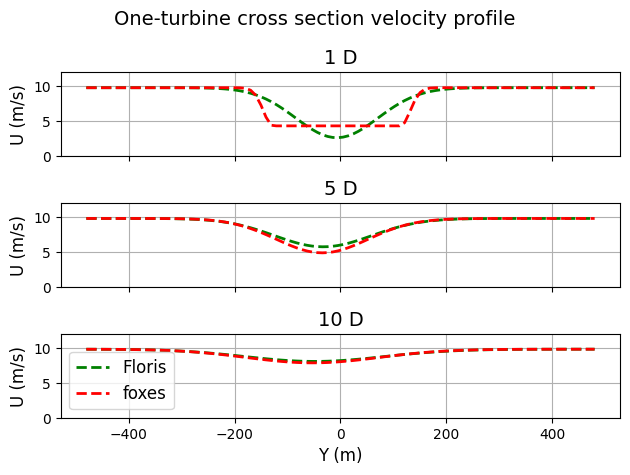 One-turbine cross section velocity profile
1 D
10
5
0
U (m/s)
5 D
10
5
0
U (m/s)
10 D
10
5
0
U (m/s)
Floris
foxes
−400 −200 0 200 400
Y (m)